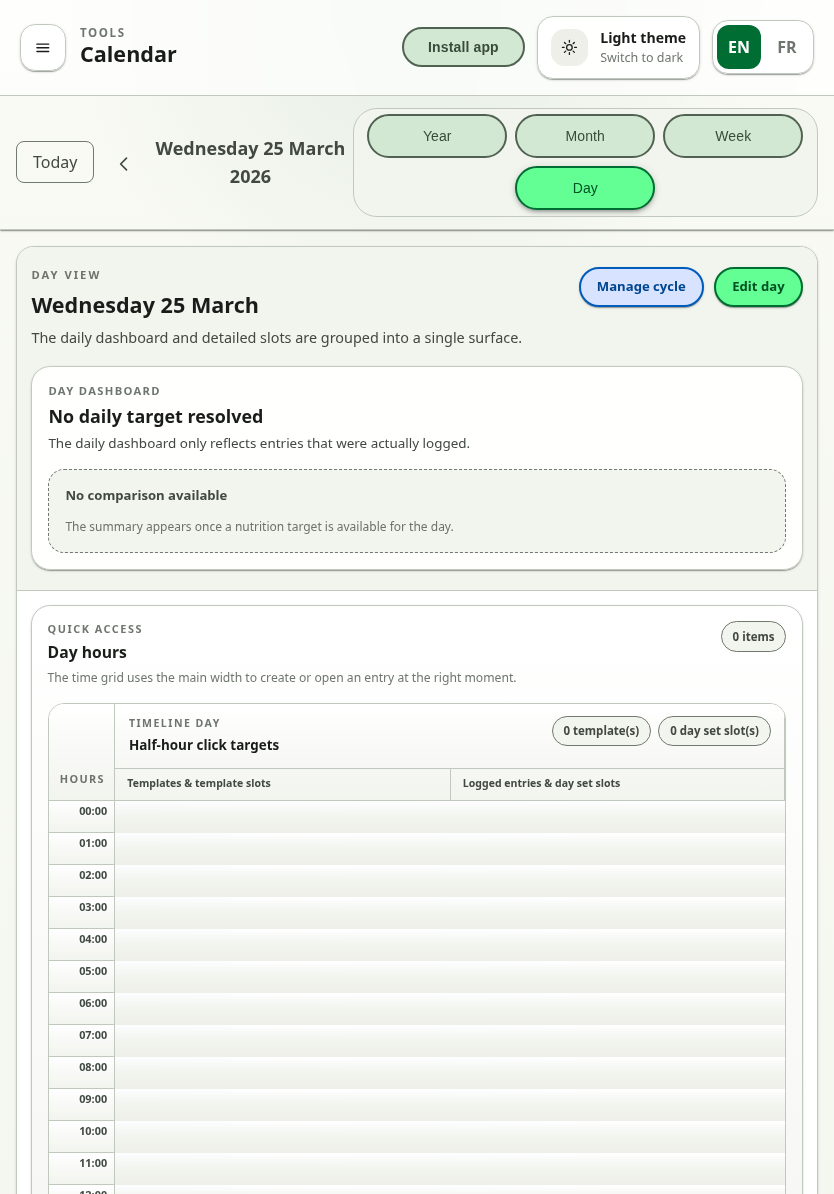 TOOLS
Calendar
Install app
Light theme
Switch to dark
EN
FR
Today
Wednesday 25 March
2026
Year
Month
Week
Day
DAY VIEW
Wednesday 25 March
The daily dashboard and detailed slots are grouped into a single surface.
Manage cycle
Edit day
DAY DASHBOARD
No daily target resolved
The daily dashboard only reflects entries that were actually logged.
No comparison available
The summary appears once a nutrition target is available for the day.
QUICK ACCESS
Day hours
The time grid uses the main width to create or open an entry at the right moment.
0 items
HOURS
TIMELINE DAY
Half-hour click targets
0 template(s)
0 day set slot(s)
Templates & template slots
Logged entries & day set slots
00:00
01:00
02:00
03:00
04:00
05:00
06:00
07:00
08:00
09:00
10:00
11:00
12:00